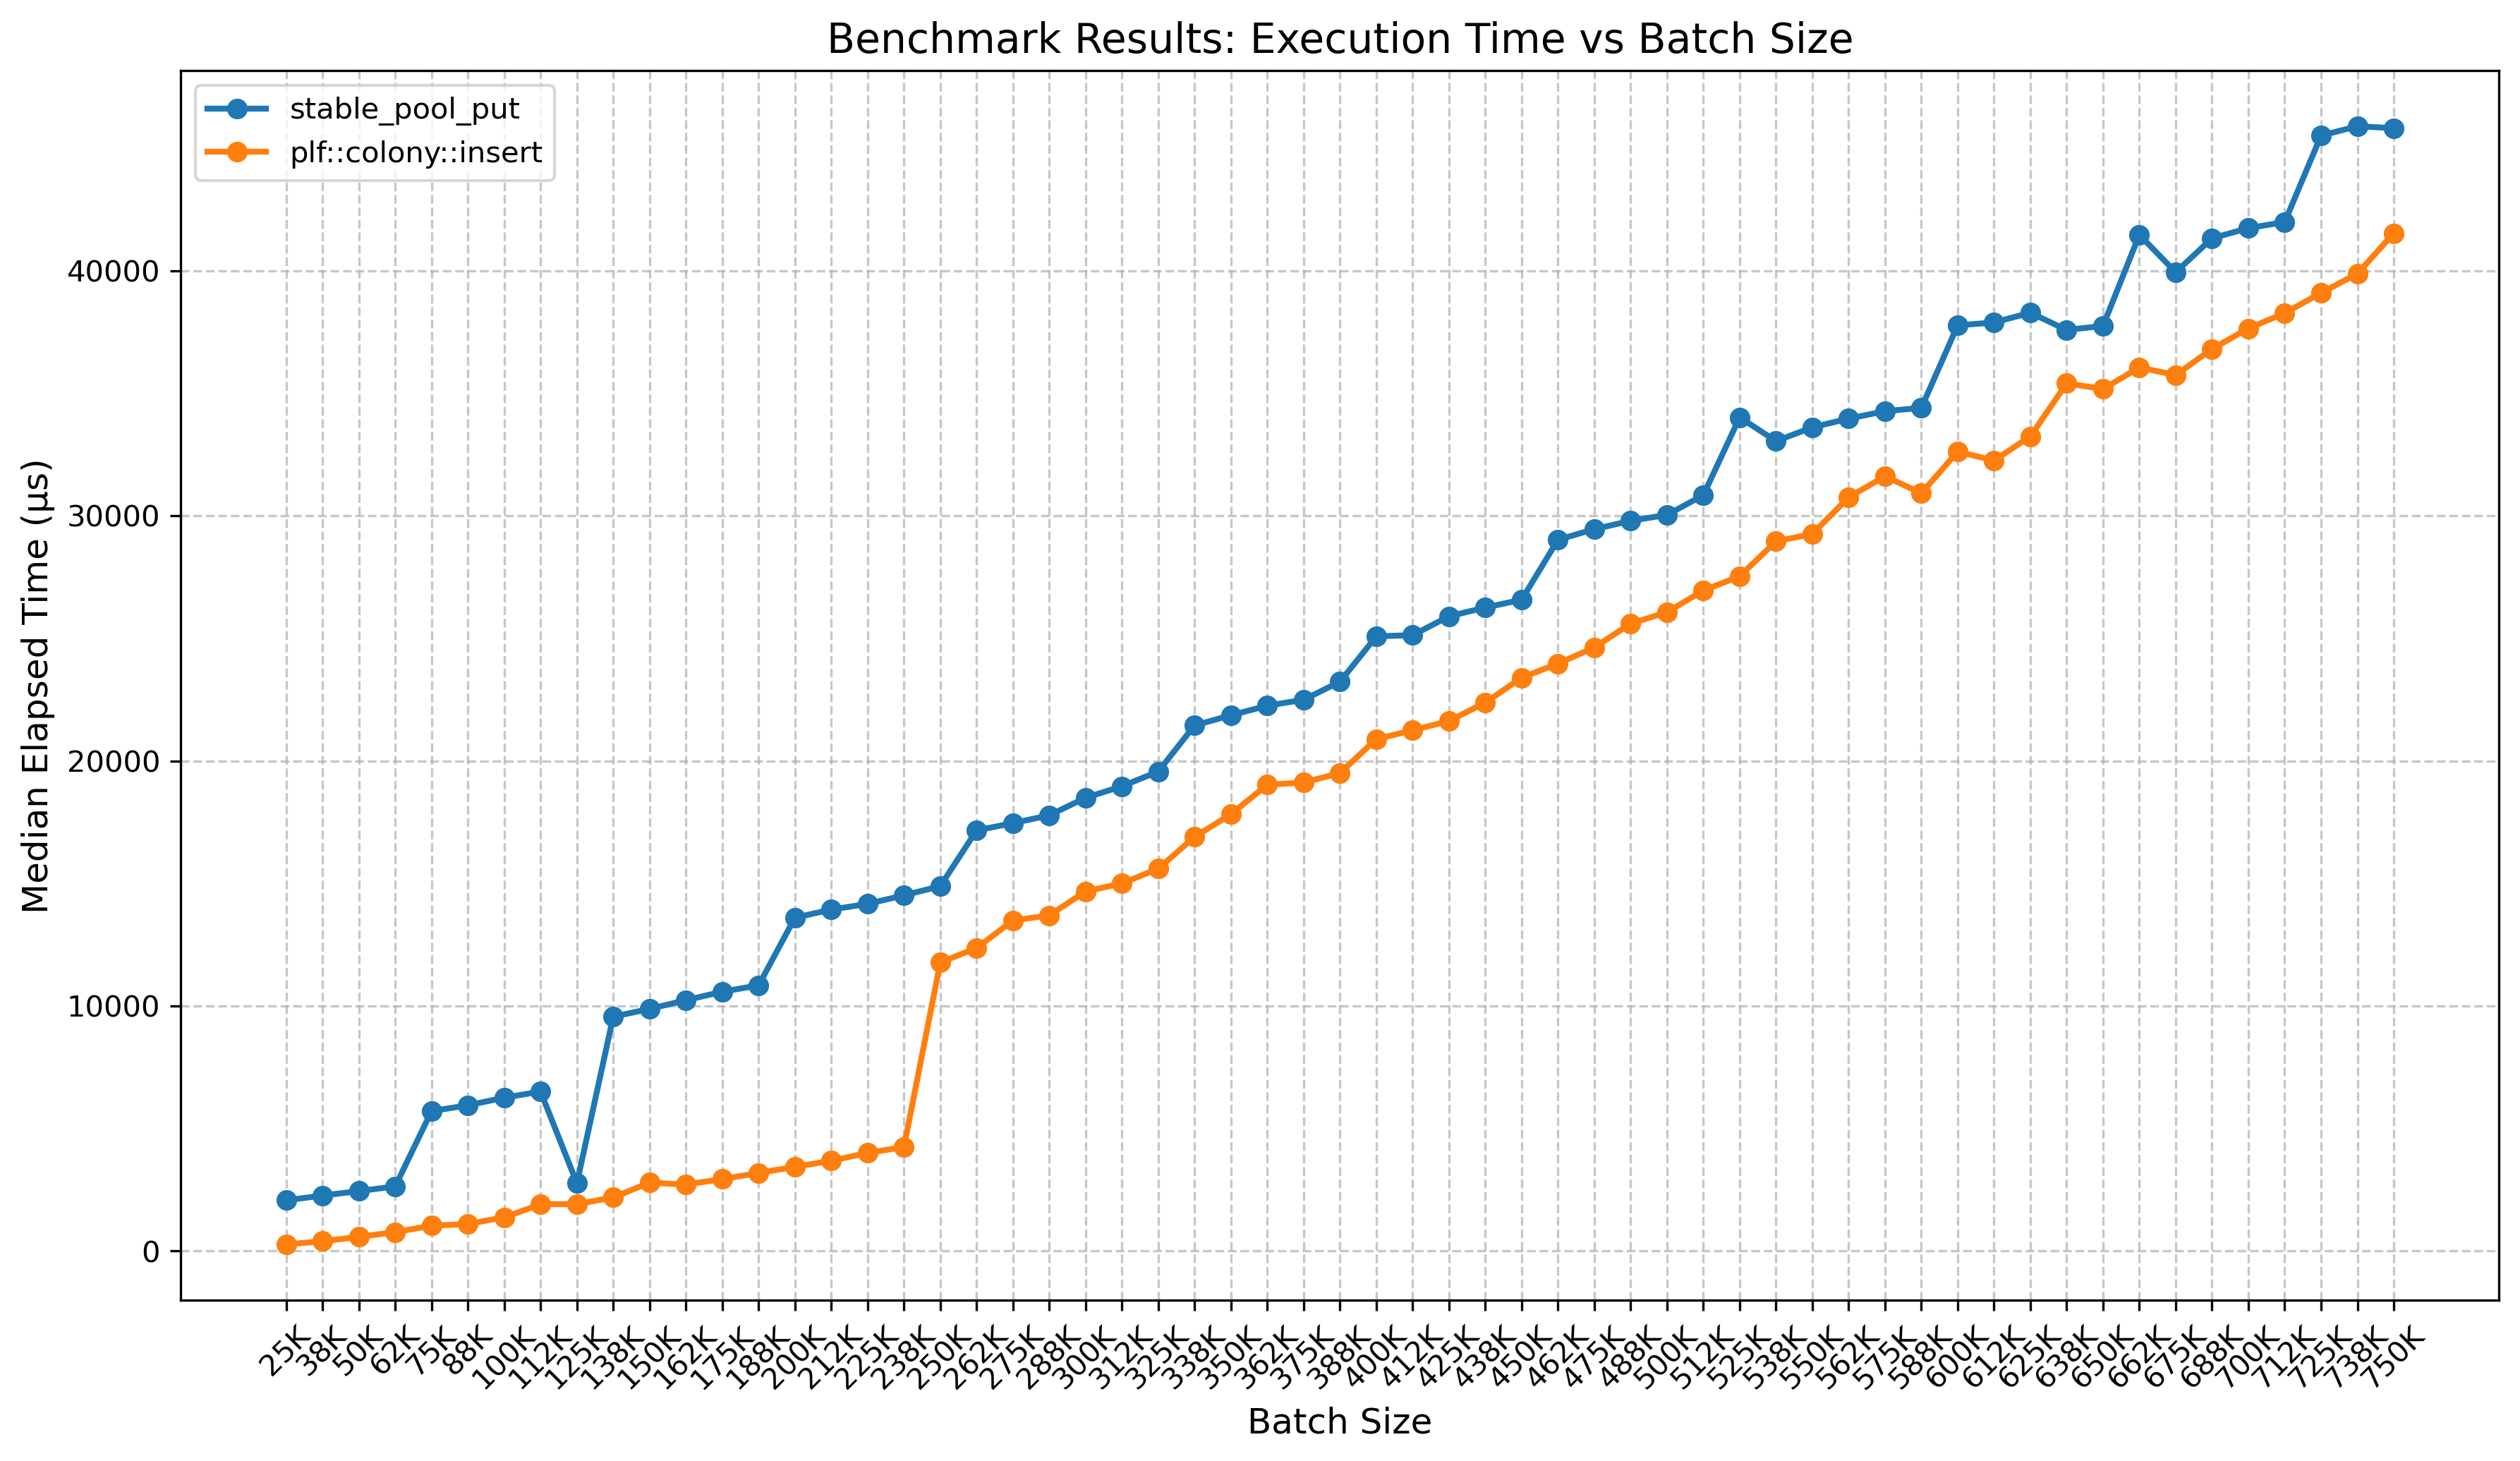 Benchmark Results: Execution Time vs Batch Size
stable_pool_put
plf::colony::insert
Median Elapsed Time (µs)
40000
30000
20000
10000
0
25K
38K
50K
62K
75K
88K
100K
112K
125K
138K
150K
162K
175K
188K
200K
212K
225K
238K
250K
262K
275K
288K
300K
312K
325K
338K
350K
362K
375K
388K
400K
412K
425K
438K
450K
462K
475K
488K
500K
512K
525K
538K
550K
562K
575K
588K
600K
612K
625K
638K
650K
662K
675K
688K
700K
712K
725K
738K
750K
Batch Size